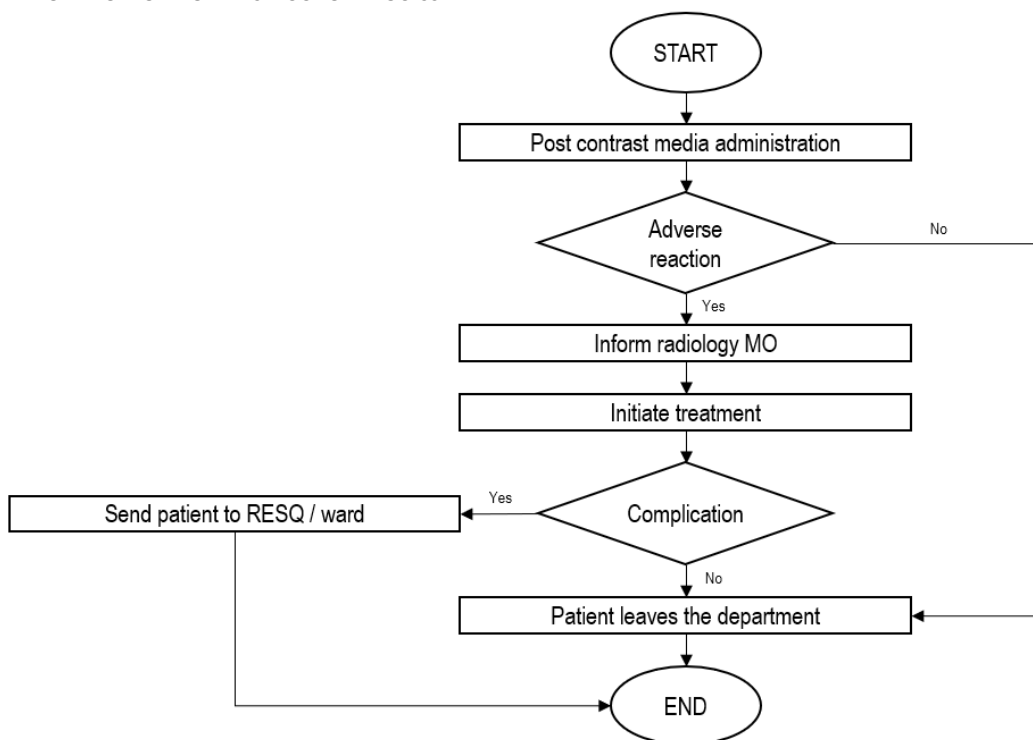 START
Post contrast media administration
Adverse
reaction
No
Yes
Inform radiology MO
Initiate treatment
Yes
Send patient to RESQ / ward
Complication
No
Patient leaves the department
END